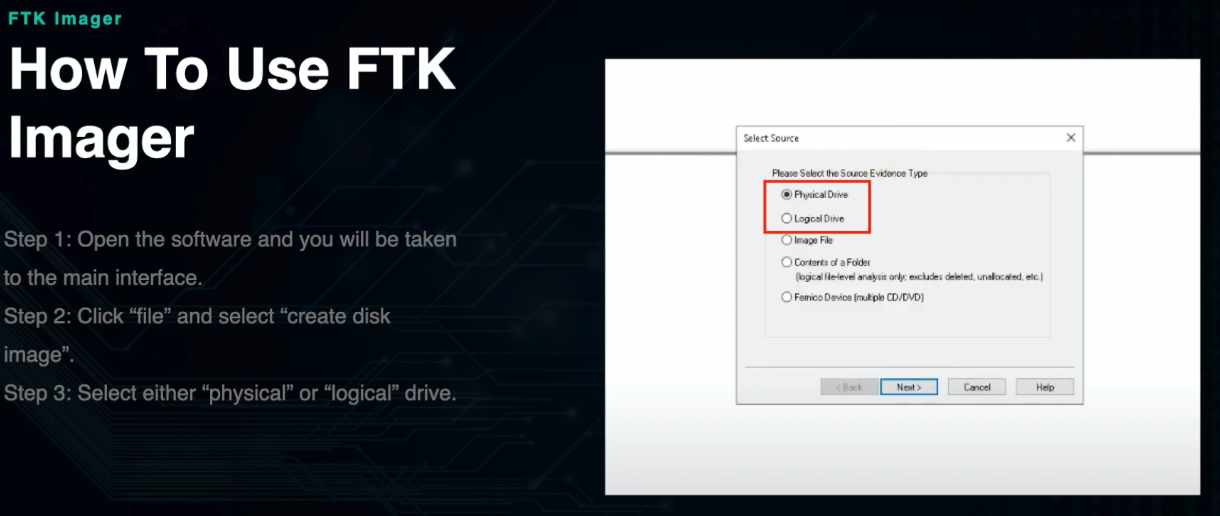 FTK Imager
How To Use FTK
Imager
Step 1: Open the software and you will be taken
to the main interface.
Step 2: Click “file” and select “create disk
image”.
Step 3: Select either “physical” or “logical” drive.
Select Source
Please Select the Source Evidence Type
Physical Drive
Logical Drive
Image File
Contents of a Folder
(logical file-level analysis only; excludes deleted, unallocated, etc.)
Fernico Device (multiple CD/DVD)
< Back Next > Cancel Help